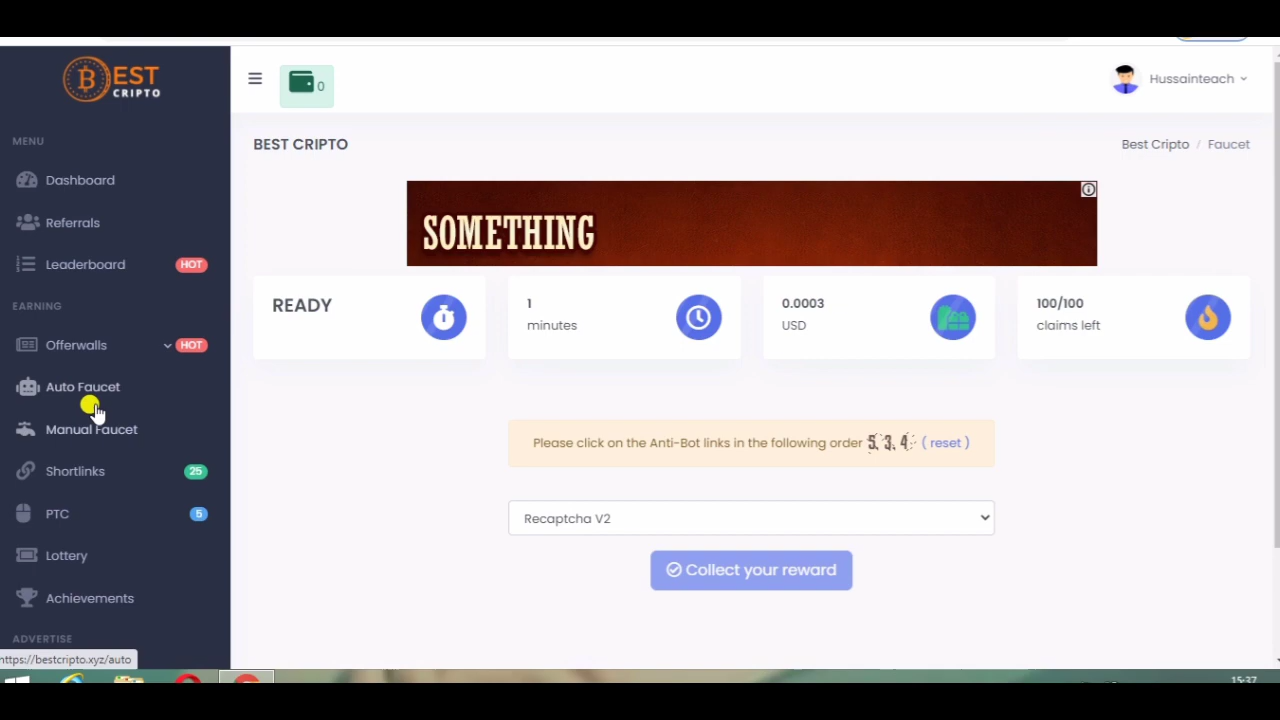 BEST
CRIPTO
0
Hussainteach
MENU
BEST CRIPTO
Best Cripto / Faucet
Dashboard
Referrals
SOMETHING
Leaderboard HOT
EARNING
READY
1
minutes
0.0003
USD
100/100
claims left
Offerwalls HOT
Auto Faucet
Manual Faucet
Please click on the Anti-Bot links in the following order 5, 3, 4 ( reset )
Shortlinks 25
PTC 5
Recaptcha V2
Lottery
Collect your reward
Achievements
ADVERTISE
https://bestcripto.xyz/auto
15:37